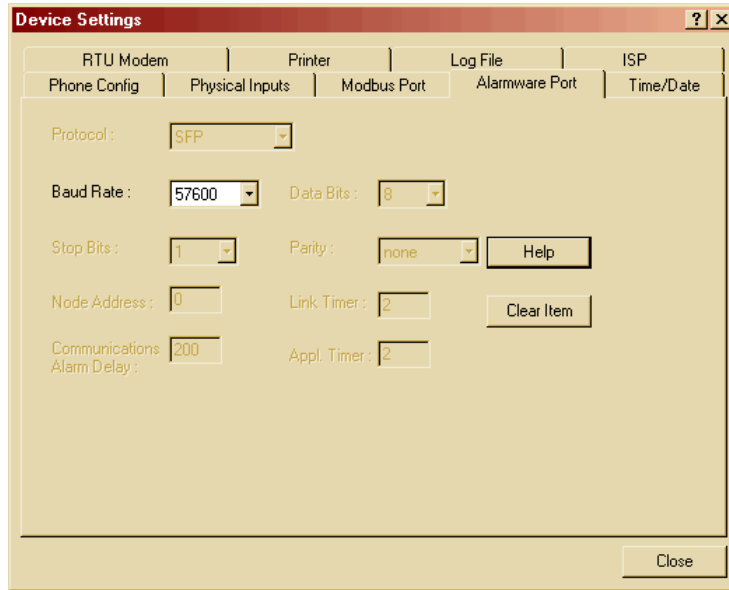 Device Settings
? ×
RTU Modem Printer Log File ISP
Phone Config Physical Inputs Modbus Port Alarmware Port Time/Date
Protocol : SFP
Baud Rate : 57600 Data Bits : 8
Stop Bits : 1 Parity : none Help
Node Address : 0 Link Timer : 2 Clear Item
Communications
Alarm Delay : 200 Appl. Timer : 2
Close